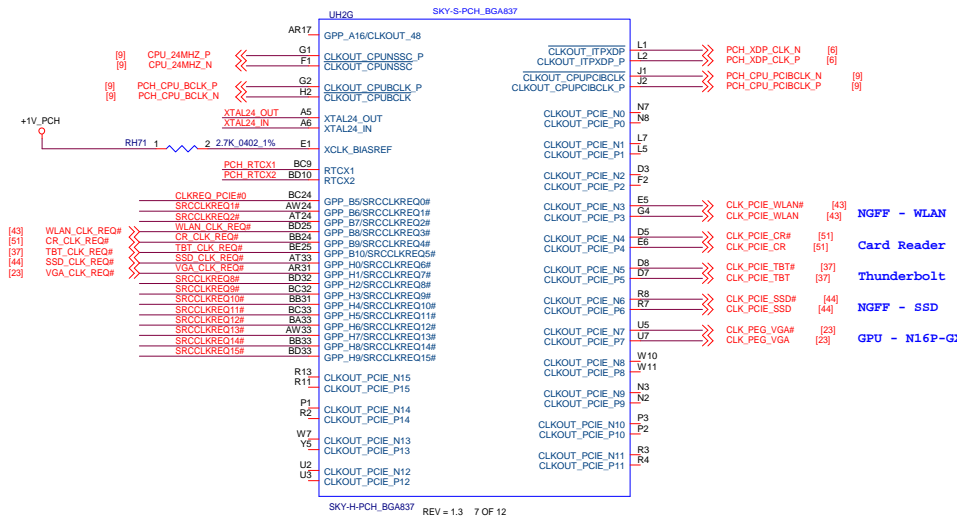 UH2G
SKY-S-PCH_BGA837
AR17 GPP_A16/CLKOUT_48
[9] CPU_24MHZ_P G1 CLKOUT_CPUNSSC_P
[9] CPU_24MHZ_N F1 CLKOUT_CPUNSSC
[9] PCH_CPU_BCLK_P G2 CLKOUT_CPUBCLK_P
[9] PCH_CPU_BCLK_N H2 CLKOUT_CPUBCLK
XTAL24_OUT A5 XTAL24_OUT
XTAL24_IN A6 XTAL24_IN
+1V_PCH
RH71 1 2 2.7K_0402_1% E1 XCLK_BIASREF
PCH_RTCX1 BC9 RTCX1
PCH_RTCX2 BD10 RTCX2
CLKREQ_PCIE#0 BC24 GPP_B5/SRCCLKREQ0#
SRCCLKREQ1# AW24 GPP_B6/SRCCLKREQ1#
SRCCLKREQ2# AT24 GPP_B7/SRCCLKREQ2#
[43] WLAN_CLK_REQ# WLAN_CLK_REQ# BD25 GPP_B8/SRCCLKREQ3#
[51] CR_CLK_REQ# CR_CLK_REQ# BB24 GPP_B9/SRCCLKREQ4#
[37] TBT_CLK_REQ# TBT_CLK_REQ# BE25 GPP_B10/SRCCLKREQ5#
[44] SSD_CLK_REQ# SSD_CLK_REQ# AT33 GPP_H0/SRCCLKREQ6#
[23] VGA_CLK_REQ# VGA_CLK_REQ# AR31 GPP_H1/SRCCLKREQ7#
SRCCLKREQ8# BD32 GPP_H2/SRCCLKREQ8#
SRCCLKREQ9# BC32 GPP_H3/SRCCLKREQ9#
SRCCLKREQ10# BB31 GPP_H4/SRCCLKREQ10#
SRCCLKREQ11# BC33 GPP_H5/SRCCLKREQ11#
SRCCLKREQ12# BA33 GPP_H6/SRCCLKREQ12#
SRCCLKREQ13# AW33 GPP_H7/SRCCLKREQ13#
SRCCLKREQ14# BB33 GPP_H8/SRCCLKREQ14#
SRCCLKREQ15# BD33 GPP_H9/SRCCLKREQ15#
R13 CLKOUT_PCIE_N15
R11 CLKOUT_PCIE_P15
P1 CLKOUT_PCIE_N14
R2 CLKOUT_PCIE_P14
W7 CLKOUT_PCIE_N13
Y5 CLKOUT_PCIE_P13
U2 CLKOUT_PCIE_N12
U3 CLKOUT_PCIE_P12
CLKOUT_ITPXDP L1 PCH_XDP_CLK_N [6]
CLKOUT_ITPXDP_P L2 PCH_XDP_CLK_P [6]
CLKOUT_CPUPCIBCLK J1 PCH_CPU_PCIBCLK_N [9]
CLKOUT_CPUPCIBCLK_P J2 PCH_CPU_PCIBCLK_P [9]
CLKOUT_PCIE_N0 N7
CLKOUT_PCIE_P0 N8
CLKOUT_PCIE_N1 L7
CLKOUT_PCIE_P1 L5
CLKOUT_PCIE_N2 D3
CLKOUT_PCIE_P2 F2
CLKOUT_PCIE_N3 E5 CLK_PCIE_WLAN# [43]
CLKOUT_PCIE_P3 G4 CLK_PCIE_WLAN [43] NGFF - WLAN
CLKOUT_PCIE_N4 D5 CLK_PCIE_CR# [51]
CLKOUT_PCIE_P4 E6 CLK_PCIE_CR [51] Card Reader
CLKOUT_PCIE_N5 D8 CLK_PCIE_TBT# [37]
CLKOUT_PCIE_P5 D7 CLK_PCIE_TBT [37] Thunderbolt
CLKOUT_PCIE_N6 R8 CLK_PCIE_SSD# [44]
CLKOUT_PCIE_P6 R7 CLK_PCIE_SSD [44] NGFF - SSD
CLKOUT_PCIE_N7 U5 CLK_PEG_VGA# [23]
CLKOUT_PCIE_P7 U7 CLK_PEG_VGA [23] GPU - N16P-GX
CLKOUT_PCIE_N8 W10
CLKOUT_PCIE_P8 W11
CLKOUT_PCIE_N9 N3
CLKOUT_PCIE_P9 N2
CLKOUT_PCIE_N10 P3
CLKOUT_PCIE_P10 P2
CLKOUT_PCIE_N11 R3
CLKOUT_PCIE_P11 R4
SKY-H-PCH_BGA837 REV = 1.3 7 OF 12